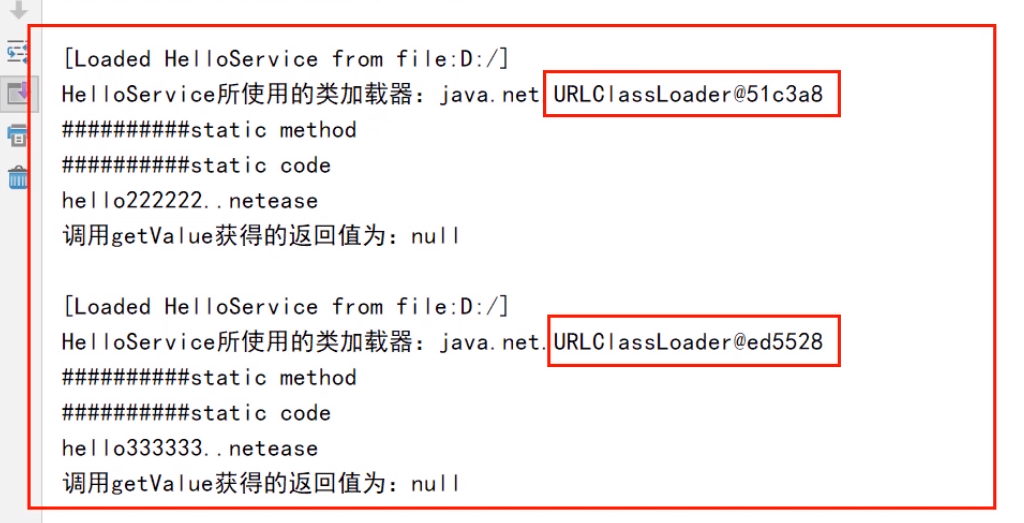 [Loaded HelloService from file:D:/]
HelloService所使用的类加载器：java.net.URLClassLoader@51c3a8
##########static method
##########static code
hello222222..netease
调用getValue获得的返回值为：null
[Loaded HelloService from file:D:/]
HelloService所使用的类加载器：java.net.URLClassLoader@ed5528
##########static method
##########static code
hello333333..netease
调用getValue获得的返回值为：null